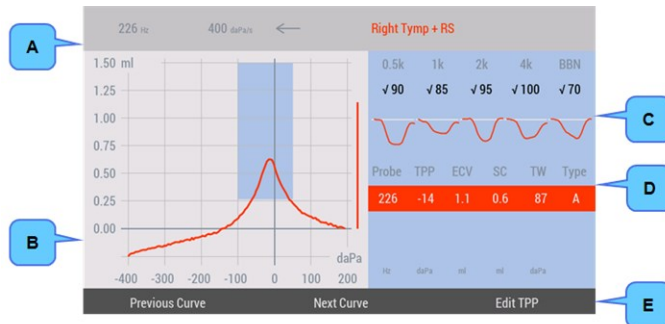 226 Hz 400 daPa/s Right Tymp + RS
A
1.50 ml
1.25
1.00
0.75
0.50
0.25
0.00
daPa
-400 -300 -200 -100 0 100 200
B
0.5k 1k 2k 4k BBN
√ 90 √ 85 √ 95 √ 100 √ 70
C
Probe TPP ECV SC TW Type
226 -14 1.1 0.6 87 A
D
Hz daPa ml ml daPa
Previous Curve Next Curve Edit TPP
E